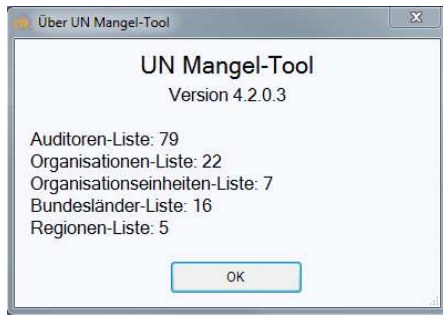 Über UN Mangel-Tool
UN Mangel-Tool
Version 4.2.0.3
Auditoren-Liste: 79
Organisationen-Liste: 22
Organisationseinheiten-Liste: 7
Bundesländer-Liste: 16
Regionen-Liste: 5
OK